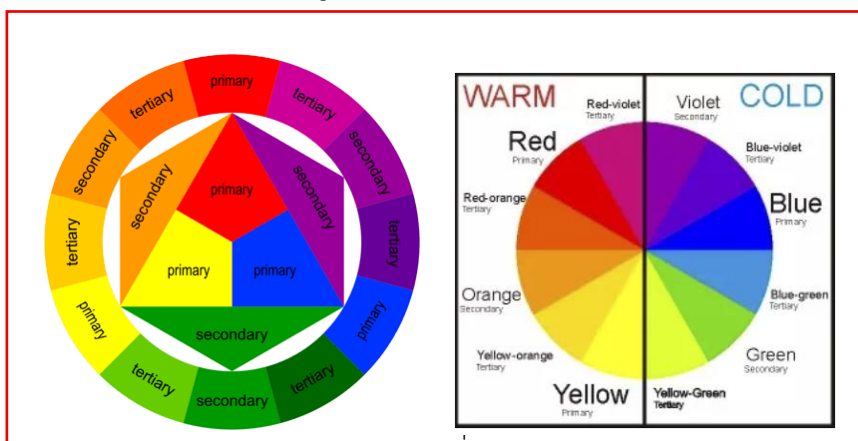 primary
tertiary
secondary
tertiary
primary
tertiary
secondary
tertiary
primary
tertiary
secondary
tertiary
primary
secondary
secondary
primary
primary
secondary
WARM
COLD
Red-violet
Tertiary
Violet
Secondary
Red
Primary
Blue-violet
Tertiary
Red-orange
Tertiary
Blue
Primary
Orange
Secondary
Blue-green
Tertiary
Yellow-orange
Tertiary
Green
Secondary
Yellow
Primary
Yellow-Green
Tertiary